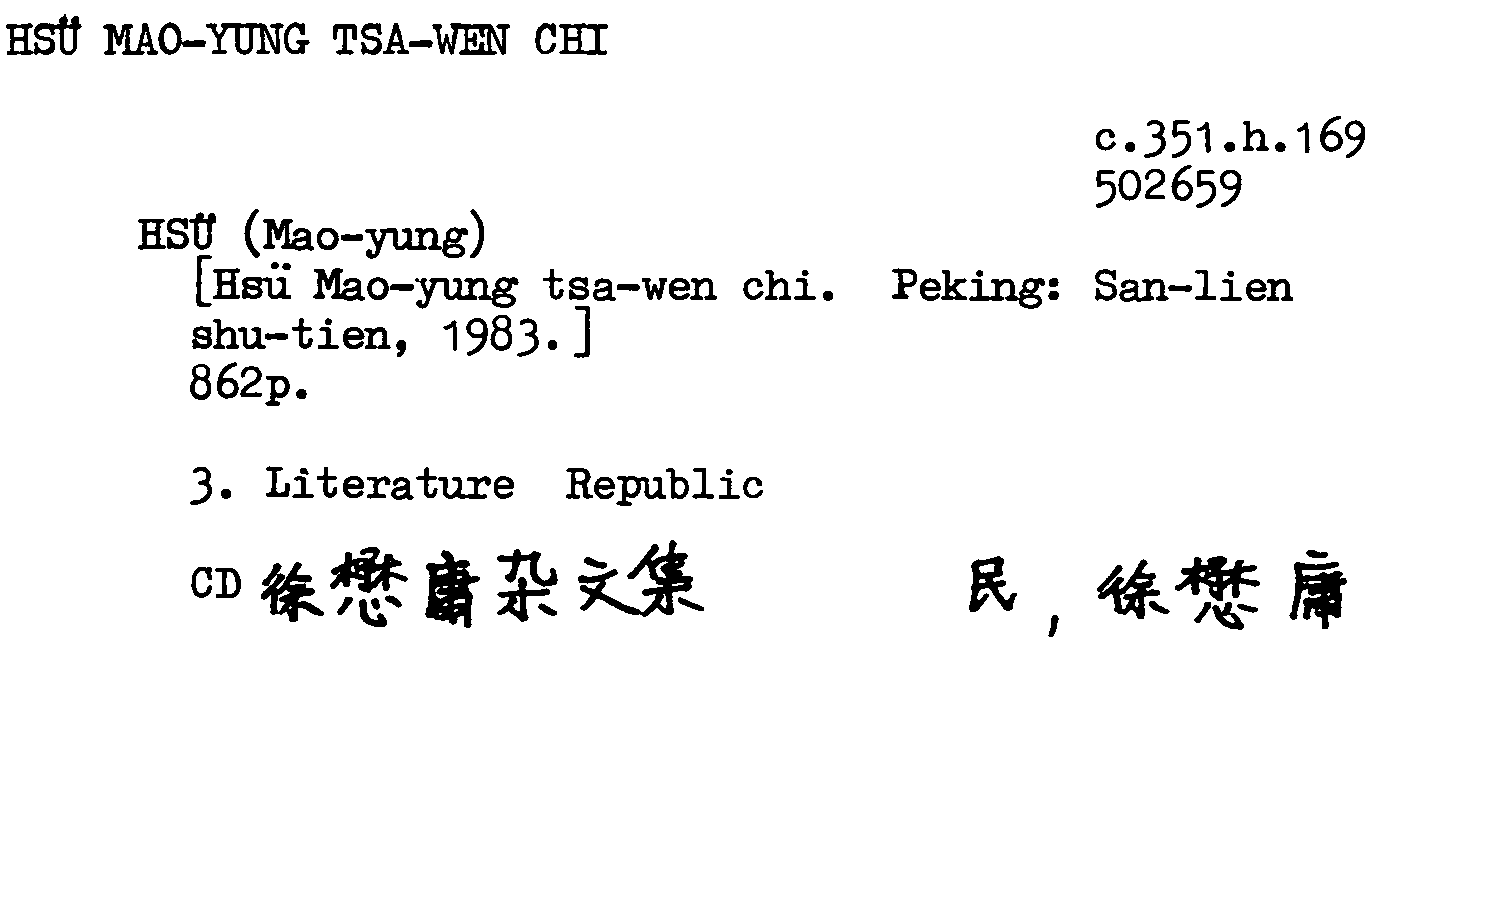 HSÜ MAO-YUNG TSA-WEN CHI
c.351.h.169
502659
HSÜ (Mao-yung)
[Hsü Mao-yung tsa-wen chi. Peking: San-lien
shu-tien, 1983.]
862p.
3. Literature Republic
CD 徐懋庸杂文集 民, 徐懋庸